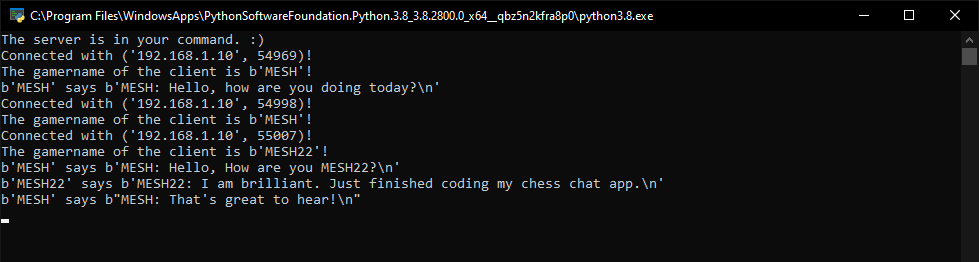 C:\Program Files\WindowsApps\PythonSoftwareFoundation.Python.3.8_3.8.2800.0_x64__qbz5n2kfra8p0\python3.8.exe
The server is in your command. :)
Connected with ('192.168.1.10', 54969)!
The gamername of the client is b'MESH'!
b'MESH' says b'MESH: Hello, how are you doing today?\n'
Connected with ('192.168.1.10', 54998)!
The gamername of the client is b'MESH'!
Connected with ('192.168.1.10', 55007)!
The gamername of the client is b'MESH22'!
b'MESH' says b'MESH: Hello, How are you MESH22?\n'
b'MESH22' says b'MESH22: I am brilliant. Just finished coding my chess chat app.\n'
b'MESH' says b"MESH: That's great to hear!\n"